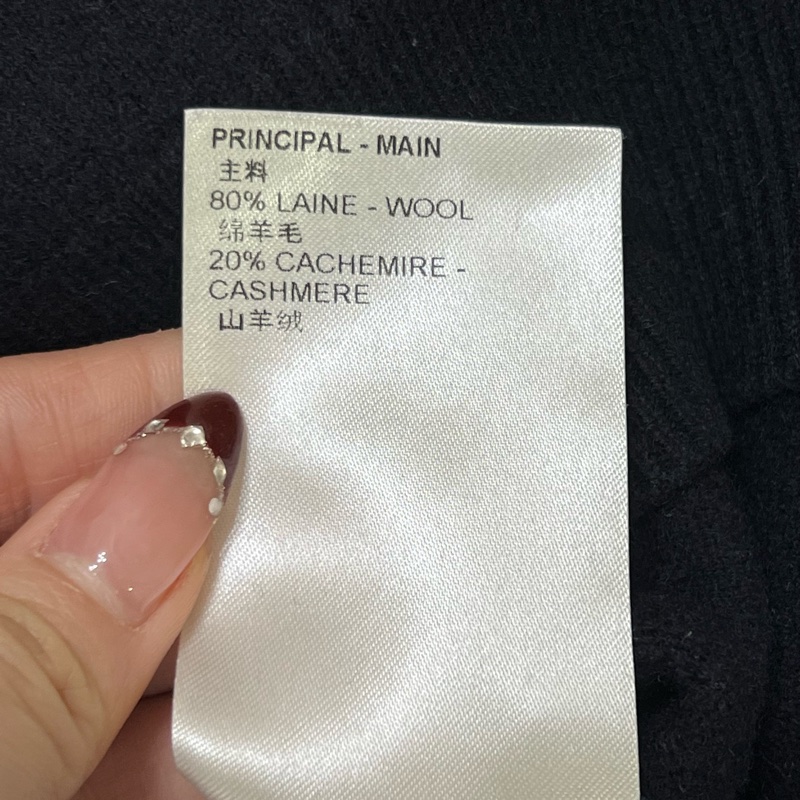 PRINCIPAL - MAIN
主料
80% LAINE - WOOL
绵羊毛
20% CACHEMIRE -
CASHMERE
山羊绒